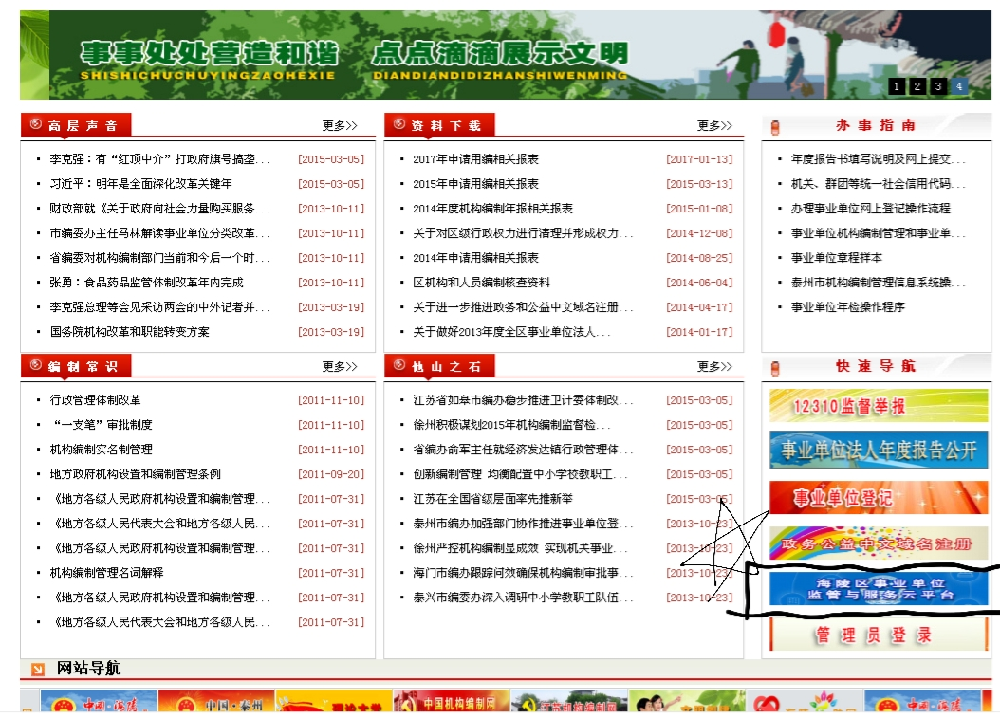 事事处处营造和谐 点点滴滴展示文明
SHISHICHUCHUYINGZAOHEXIE DIANDIANDIDIZHANSHIWENMING
1 2 3 4
高层声音 更多>>
李克强：有“红顶中介”打政府旗号搞垄... [2015-03-05]
习近平：明年是全面深化改革关键年 [2015-03-05]
财政部就《关于政府向社会力量购买服务... [2013-10-11]
市编委办主任马林解读事业单位分类改革... [2013-10-11]
省编委对机构编制部门当前和今后一个时... [2013-10-11]
张勇：食品药品监管体制改革年内完成 [2013-10-11]
李克强总理等会见采访两会的中外记者并... [2013-03-19]
国务院机构改革和职能转变方案 [2013-03-19]
资料下载 更多>>
2017年申请用编相关报表 [2017-01-13]
2015年申请用编相关报表 [2015-03-13]
2014年度机构编制年报相关报表 [2015-01-08]
关于对区级行政权力进行清理并形成权力... [2014-12-08]
2014年申请用编相关报表 [2014-08-25]
区机构和人员编制核查资料 [2014-06-04]
关于进一步推进政务和公益中文域名注册... [2014-04-17]
关于做好2013年度全区事业单位法人... [2014-01-17]
办事指南
年度报告书填写说明及网上提交...
机关、群团等统一社会信用代码...
办理事业单位网上登记操作流程
事业单位机构编制管理和事业单...
事业单位章程样本
泰州市机构编制管理信息系统操...
事业单位年检操作程序
编制常识 更多>>
行政管理体制改革 [2011-11-10]
“一支笔”审批制度 [2011-11-10]
机构编制实名制管理 [2011-11-10]
地方政府机构设置和编制管理条例 [2011-09-20]
《地方各级人民政府机构设置和编制管理... [2011-07-31]
《地方各级人民代表大会和地方各级人民... [2011-07-31]
《地方各级人民政府机构设置和编制管理... [2011-07-31]
机构编制管理名词解释 [2011-07-31]
《地方各级人民政府机构设置和编制管理... [2011-07-31]
《地方各级人民代表大会和地方各级人民... [2011-07-31]
他山之石 更多>>
江苏省如皋市编办稳步推进卫计委体制改... [2015-03-05]
徐州积极谋划2015年机构编制监督检... [2015-03-05]
省编办俞军主任就经济发达镇行政管理体... [2015-03-05]
创新编制管理 均衡配置中小学校教职工... [2015-03-05]
江苏在全国省级层面率先推新举 [2015-03-05]
泰州市编办加强部门协作推进事业单位登... [2013-10-23]
徐州严控机构编制显成效 实现机关事业... [2013-10-23]
海门市编办跟踪问效确保机构编制审批事... [2013-10-23]
泰兴市编委办深入调研中小学教职工队伍... [2013-10-23]
快速导航
12310监督举报
事业单位法人年度报告公开
事业单位登记
政务公益中文域名注册
海陵区事业单位
监管与服务云平台
管理员登录
网站导航
中国·海陵 中国·泰州 中国机构编制网 江苏机构编制网 中国·海陵